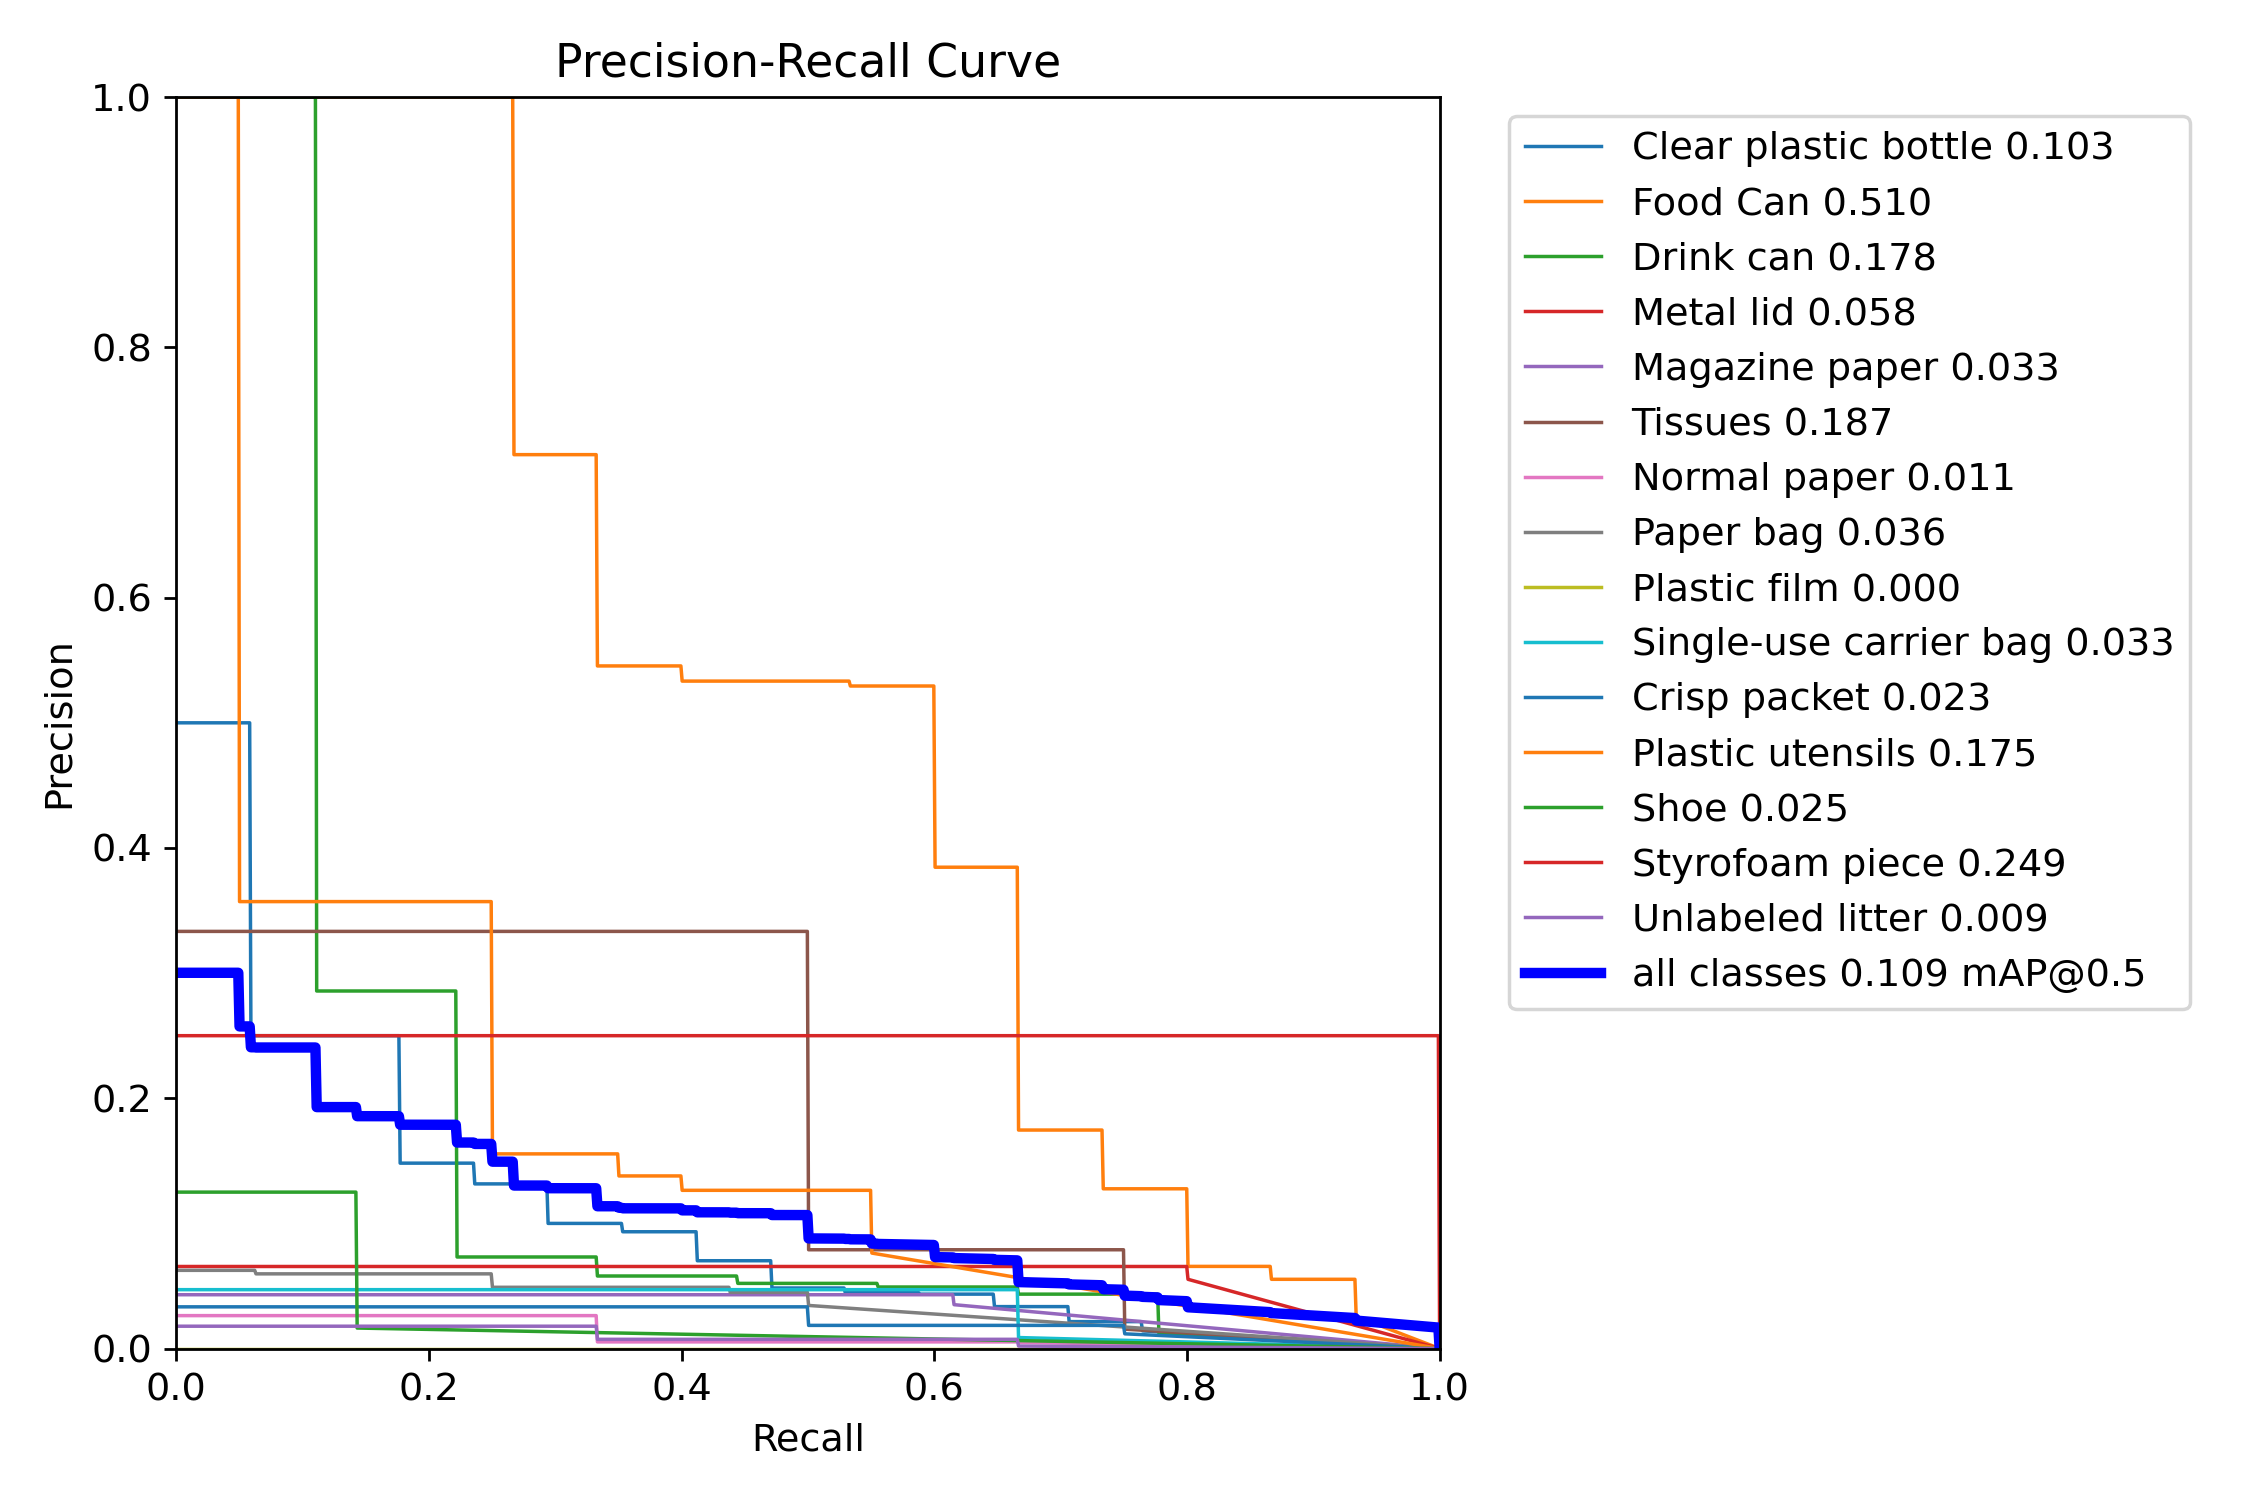 Precision-Recall Curve
1.0
0.8
0.6
0.4
0.2
0.0
Precision
0.0 0.2 0.4 0.6 0.8 1.0
Recall
Clear plastic bottle 0.103
Food Can 0.510
Drink can 0.178
Metal lid 0.058
Magazine paper 0.033
Tissues 0.187
Normal paper 0.011
Paper bag 0.036
Plastic film 0.000
Single-use carrier bag 0.033
Crisp packet 0.023
Plastic utensils 0.175
Shoe 0.025
Styrofoam piece 0.249
Unlabeled litter 0.009
all classes 0.109 mAP@0.5